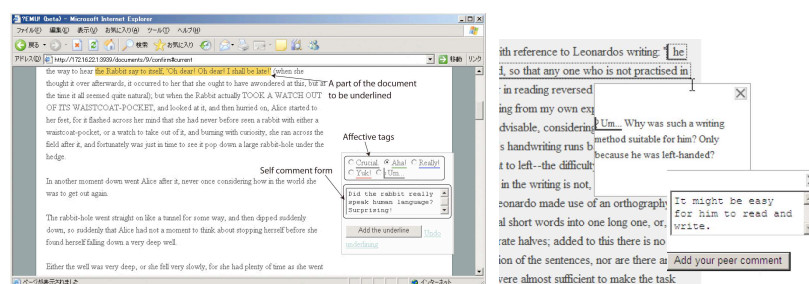 ?EMU! (beta) - Microsoft Internet Explorer
ファイル(F) 編集(E) 表示(V) お気に入り(A) ツール(T) ヘルプ(H)
戻る 検索 お気に入り
アドレス(D) http://172.16.22.1:3939/documents/9/confirm#current 移動 リンク
the way to hear the Rabbit say to itself, 'Oh dear! Oh dear! I shall be late!' (when she
thought it over afterwards, it occurred to her that she ought to have awondered at this, but at
the time it all seemed quite natural); but when the Rabbit actually TOOK A WATCH OUT
OF ITS WAISTCOAT-POCKET, and looked at it, and then hurried on, Alice started to
her feet, for it flashed across her mind that she had never before seen a rabbit with either a
waistcoat-pocket, or a watch to take out of it, and burning with curiosity, she ran across the
field after it, and fortunately was just in time to see it pop down a large rabbit-hole under the
hedge.
In another moment down went Alice after it, never once considering how in the world she
was to get out again.
The rabbit-hole went straight on like a tunnel for some way, and then dipped suddenly
down, so suddenly that Alice had not a moment to think about stopping herself before she
found herself falling down a very deep well.
Either the well was very deep, or she fell very slowly, for she had plenty of time as she went
A part of the document
to be underlined
Affective tags
Crucial Aha! Really!
Yuk! Um...
Self comment form
Did the rabbit really
speak human language?
Surprising!
Add the underline Undo
underlining
ページが表示されました
インターネット
ith reference to Leonardos writing: " he
d, so that any one who is not practised in
in reading reversed
ing from my own exp
dvisable, considering
s handwriting runs b
t to left--the difficulty
in the writing is not,
eonardo made use of an orthography
al short words into one long one, or,
rate halves; added to this there is no
ion of the sentences, nor are there a
were almost sufficient to make the task
Um... Why was such a writing
method suitable for him? Only
because he was left-handed?
It might be easy
for him to read and
write.
Add your peer comment